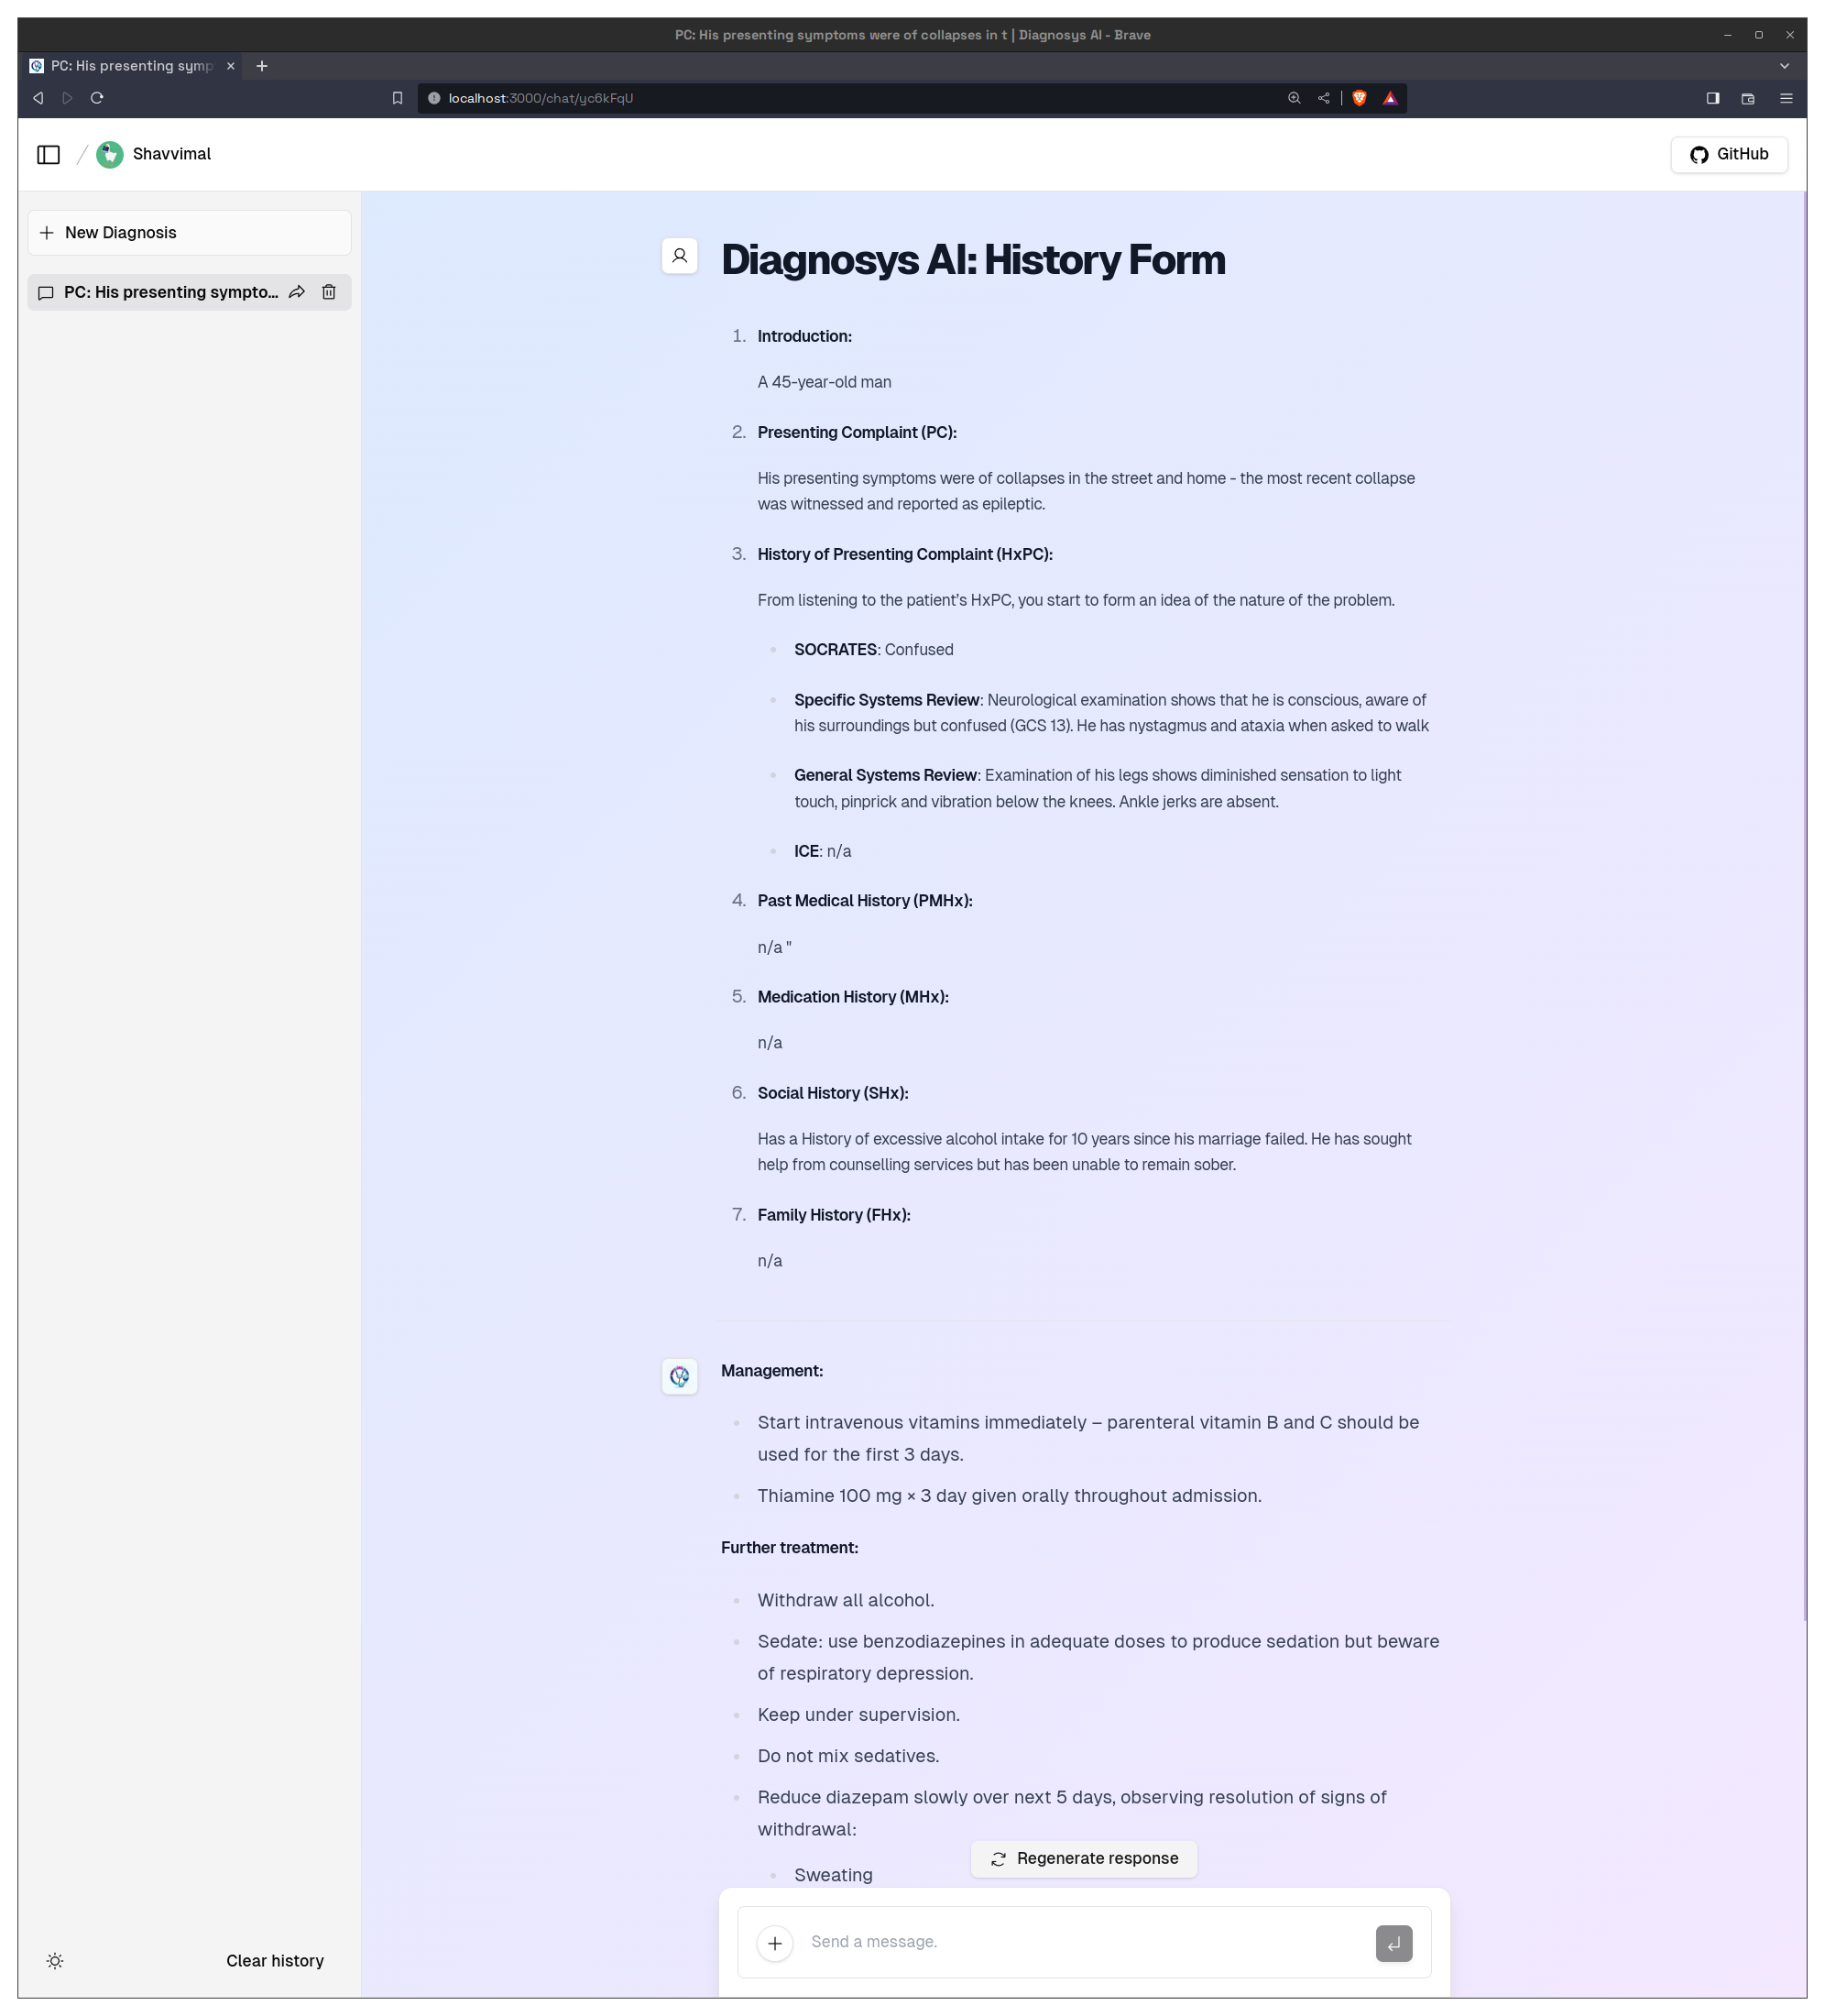 PC: His presenting symptoms were of collapses in t | Diagnosys AI - Brave
PC: His presenting symp
localhost:3000/chat/yc6kFqU
Shavvimal
GitHub
New Diagnosis
PC: His presenting sympto...
Diagnosys AI: History Form
1. Introduction:
A 45-year-old man
2. Presenting Complaint (PC):
His presenting symptoms were of collapses in the street and home - the most recent collapse
was witnessed and reported as epileptic.
3. History of Presenting Complaint (HxPC):
From listening to the patient's HxPC, you start to form an idea of the nature of the problem.
SOCRATES: Confused
Specific Systems Review: Neurological examination shows that he is conscious, aware of
his surroundings but confused (GCS 13). He has nystagmus and ataxia when asked to walk
General Systems Review: Examination of his legs shows diminished sensation to light
touch, pinprick and vibration below the knees. Ankle jerks are absent.
ICE: n/a
4. Past Medical History (PMHx):
n/a "
5. Medication History (MHx):
n/a
6. Social History (SHx):
Has a History of excessive alcohol intake for 10 years since his marriage failed. He has sought
help from counselling services but has been unable to remain sober.
7. Family History (FHx):
n/a
Management:
Start intravenous vitamins immediately – parenteral vitamin B and C should be
used for the first 3 days.
Thiamine 100 mg × 3 day given orally throughout admission.
Further treatment:
Withdraw all alcohol.
Sedate: use benzodiazepines in adequate doses to produce sedation but beware
of respiratory depression.
Keep under supervision.
Do not mix sedatives.
Reduce diazepam slowly over next 5 days, observing resolution of signs of
withdrawal:
Regenerate response
Sweating
Send a message.
Clear history